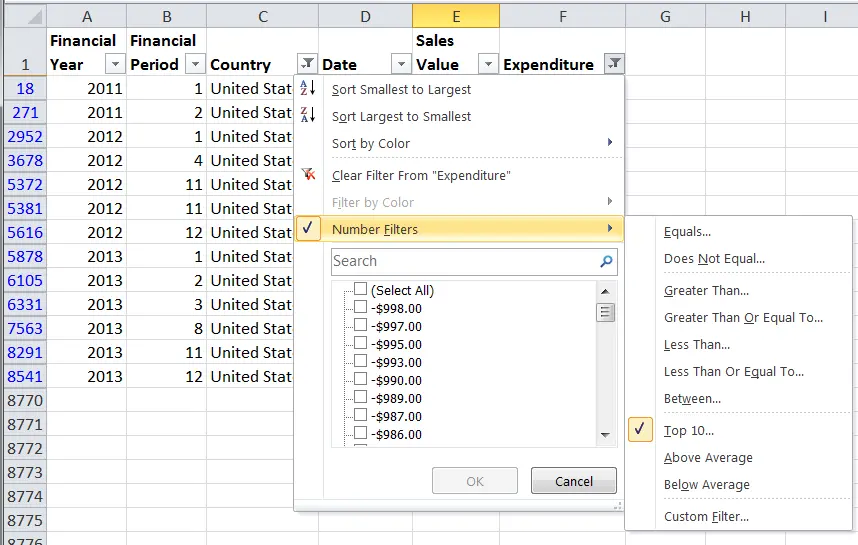 A B C D E F G H I
Financial Financial Sales
1 Year Period Country Date Value Expenditure
18 2011 1 United Stat
271 2011 2 United Stat
2952 2012 1 United Stat
3678 2012 4 United Stat
5372 2012 11 United Stat
5381 2012 11 United Stat
5616 2012 12 United Stat
5878 2013 1 United Stat
6105 2013 2 United Stat
6331 2013 3 United Stat
7563 2013 8 United Stat
8291 2013 11 United Stat
8541 2013 12 United Stat
8770
8771
8772
8773
8774
8775
8776
Sort Smallest to Largest
Sort Largest to Smallest
Sort by Color
Clear Filter From "Expenditure"
Filter by Color
Number Filters
Search
(Select All)
-$998.00
-$997.00
-$995.00
-$993.00
-$990.00
-$989.00
-$987.00
-$986.00
OK Cancel
Equals...
Does Not Equal...
Greater Than...
Greater Than Or Equal To...
Less Than...
Less Than Or Equal To...
Between...
Top 10...
Above Average
Below Average
Custom Filter...